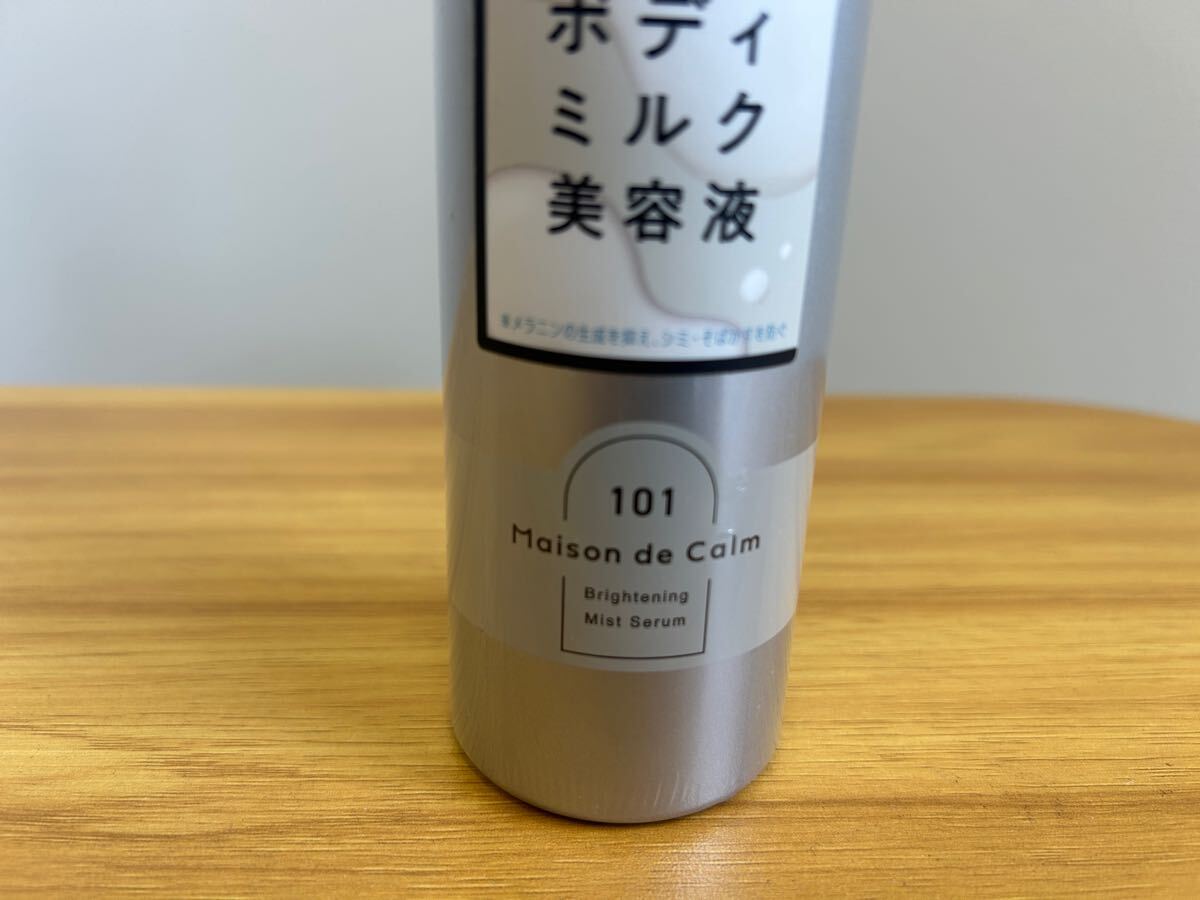 ボディ
ミルク
美容液
※メラニンの生成を抑え、シミ・そばかすを防ぐ
101
Maison de Calm
Brightening
Mist Serum